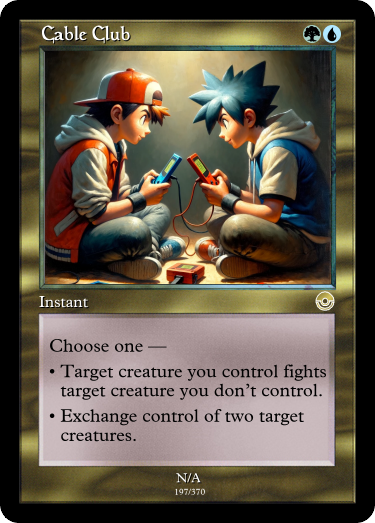 Cable Club
Instant
Choose one —
• Target creature you control fights
target creature you don't control.
• Exchange control of two target
creatures.
N/A
197/370